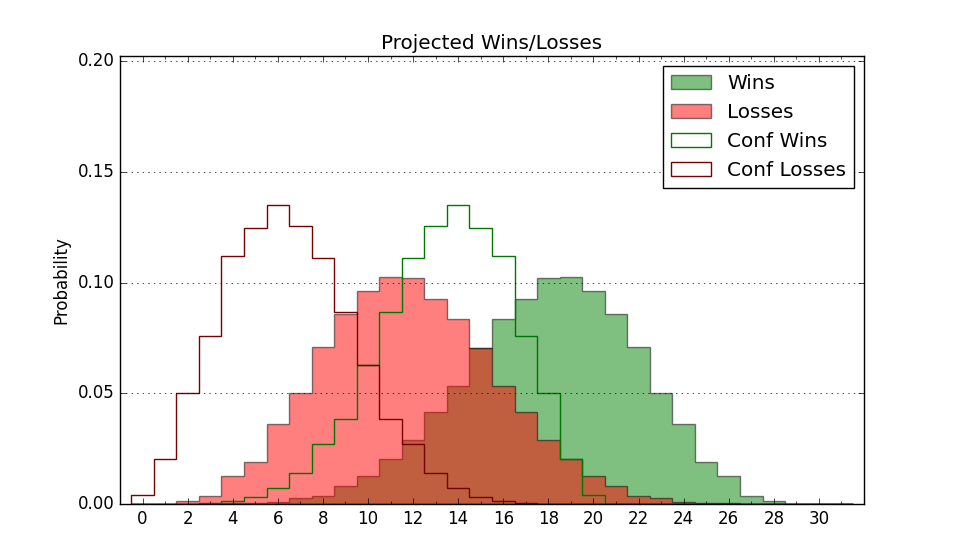 Projected Wins/Losses
0.20
0.15
0.10
0.05
0.00
Probability
Wins
Losses
Conf Wins
Conf Losses
0 2 4 6 8 10 12 14 16 18 20 22 24 26 28 30